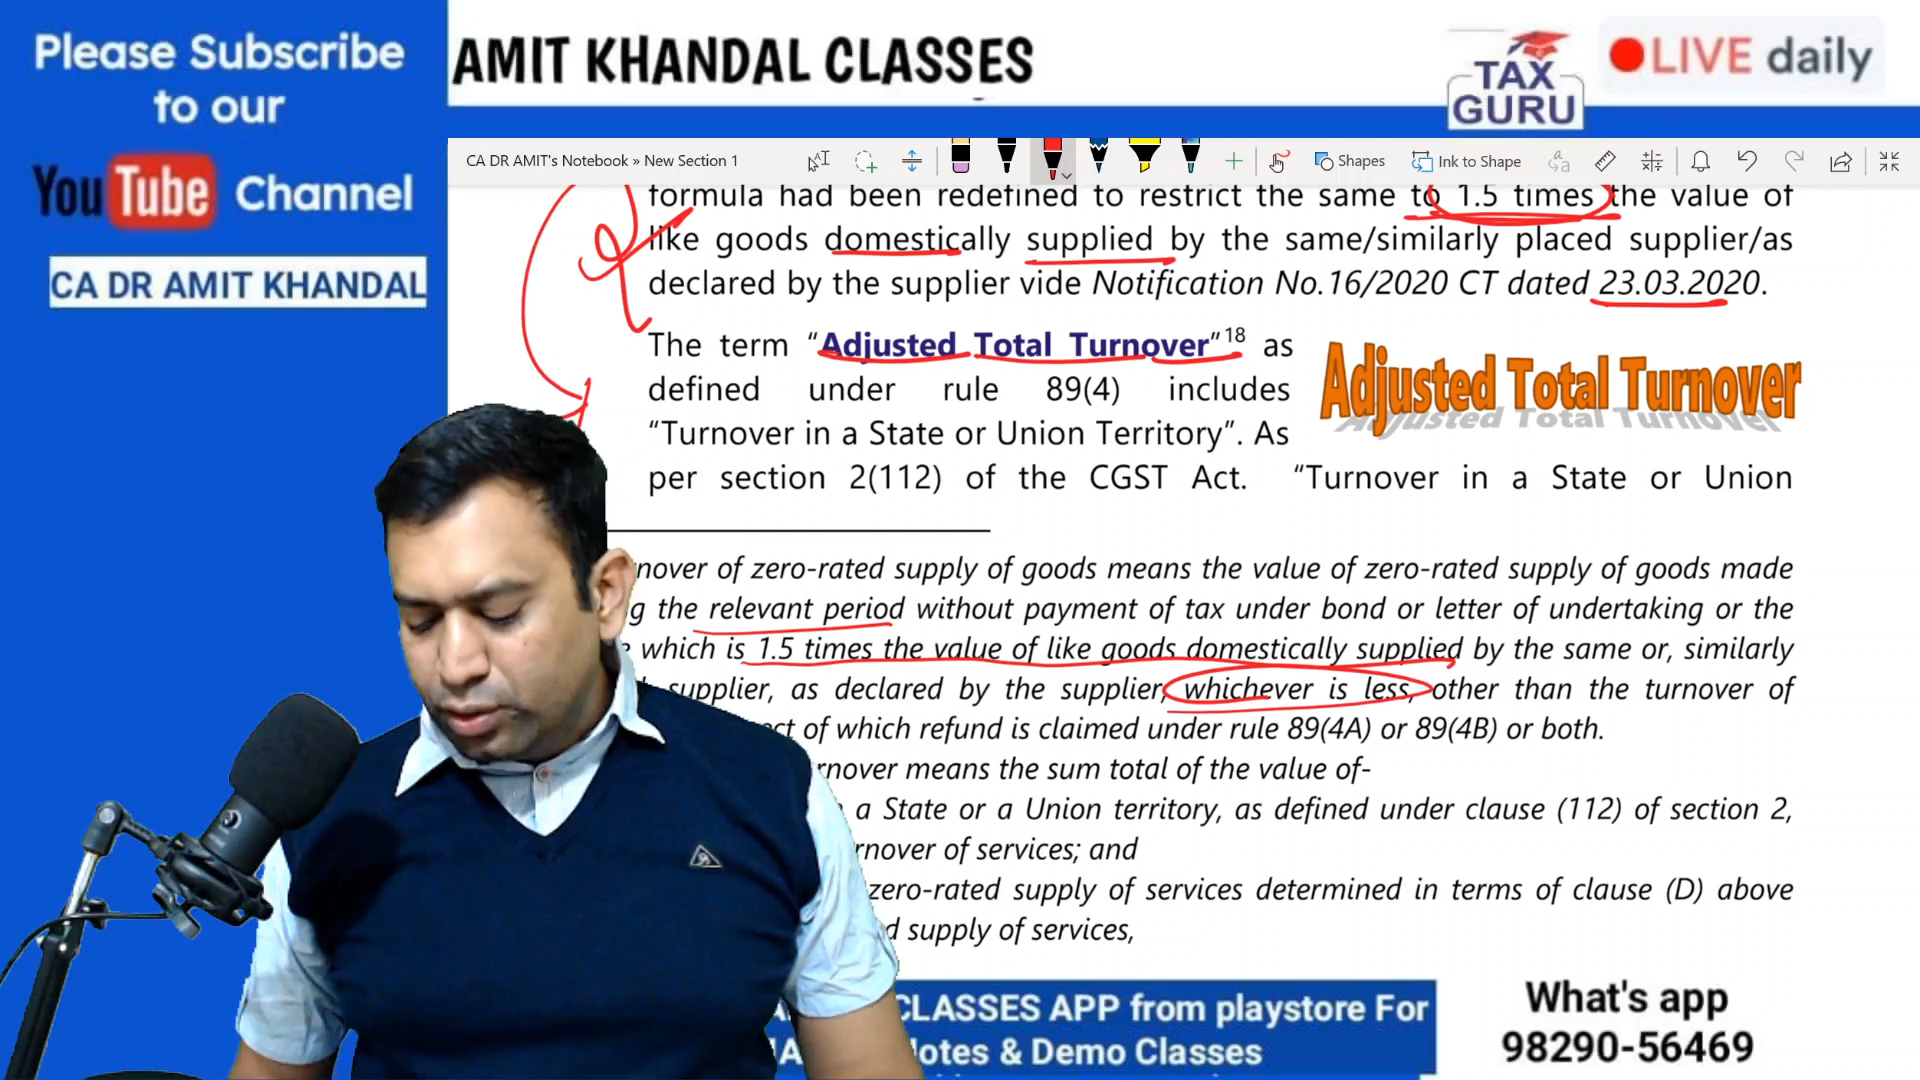 Please Subscribe
to our
YouTube Channel
CA DR AMIT KHANDAL
AMIT KHANDAL CLASSES
TAX
GURU
LIVE daily
CA DR AMIT's Notebook » New Section 1
Shapes
Ink to Shape
formula had been redefined to restrict the same to 1.5 times the value of
like goods domestically supplied by the same/similarly placed supplier/as
declared by the supplier vide Notification No.16/2020 CT dated 23.03.2020.
The term “Adjusted Total Turnover”18 as
defined under rule 89(4) includes
“Turnover in a State or Union Territory”. As
per section 2(112) of the CGST Act. “Turnover in a State or Union
Adjusted Total Turnover
of zero-rated supply of goods means the value of zero-rated supply of goods made
the relevant period without payment of tax under bond or letter of undertaking or the
which is 1.5 times the value of like goods domestically supplied by the same or, similarly
supplier, as declared by the supplier, whichever is less, other than the turnover of
of which refund is claimed under rule 89(4A) or 89(4B) or both.
means the sum total of the value of-
a State or a Union territory, as defined under clause (112) of section 2,
of services; and
zero-rated supply of services determined in terms of clause (D) above
supply of services,
CLASSES APP from playstore For
& Demo Classes
What's app
98290-56469